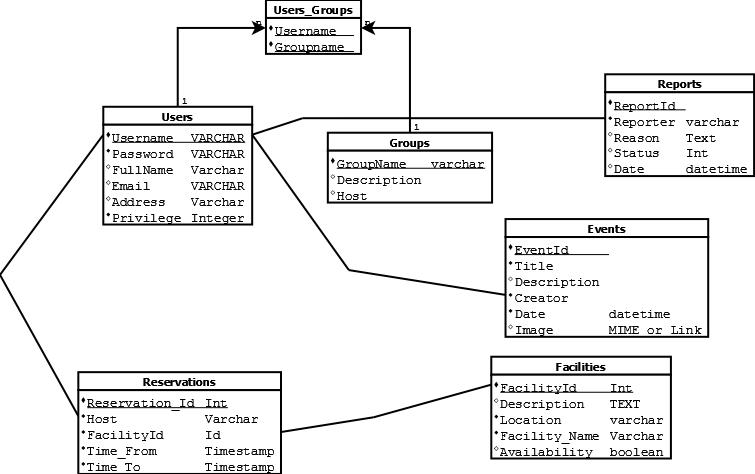 Users_Groups
Username
Groupname
n
n
1
1
Users
Username VARCHAR
Password VARCHAR
FullName Varchar
Email VARCHAR
Address Varchar
Privilege Integer
Groups
GroupName varchar
Description
Host
Reports
ReportId
Reporter varchar
Reason Text
Status Int
Date datetime
Events
EventId
Title
Description
Creator
Date datetime
Image MIME or Link
Reservations
Reservation_Id Int
Host Varchar
FacilityId Id
Time_From Timestamp
Time_To Timestamp
Facilities
FacilityId Int
Description TEXT
Location varchar
Facility_Name Varchar
Availability boolean